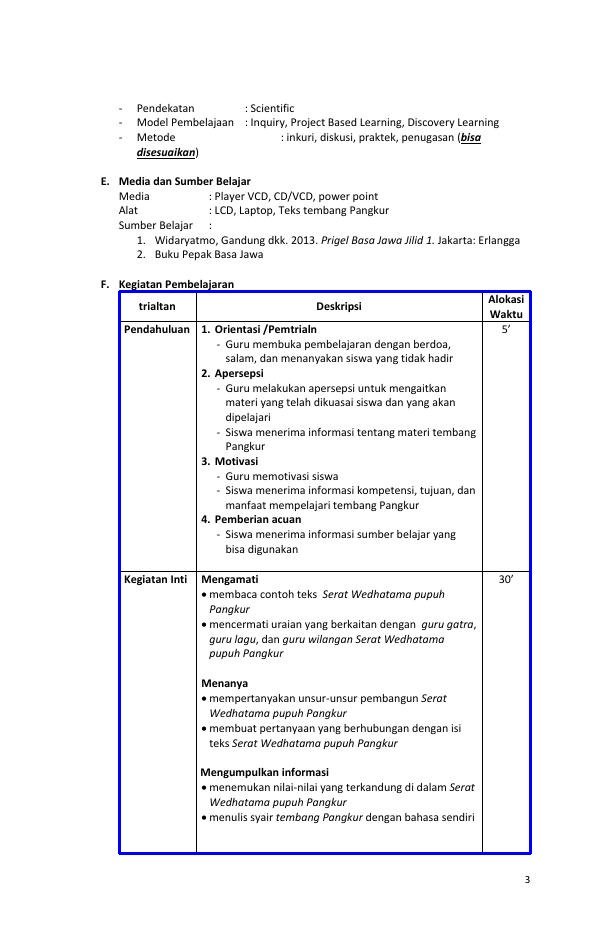 - Pendekatan : Scientific
- Model Pembelajaan : Inquiry, Project Based Learning, Discovery Learning
- Metode : inkuri, diskusi, praktek, penugasan (bisa
disesuaikan)
E. Media dan Sumber Belajar
Media : Player VCD, CD/VCD, power point
Alat : LCD, Laptop, Teks tembang Pangkur
Sumber Belajar :
1. Widaryatmo, Gandung dkk. 2013. Prigel Basa Jawa Jilid 1. Jakarta: Erlangga
2. Buku Pepak Basa Jawa
F. Kegiatan Pembelajaran
trialtan Deskripsi Alokasi
Waktu
Pendahuluan 1. Orientasi /Pemtrialn 5’
- Guru membuka pembelajaran dengan berdoa,
salam, dan menanyakan siswa yang tidak hadir
2. Apersepsi
- Guru melakukan apersepsi untuk mengaitkan
materi yang telah dikuasai siswa dan yang akan
dipelajari
- Siswa menerima informasi tentang materi tembang
Pangkur
3. Motivasi
- Guru memotivasi siswa
- Siswa menerima informasi kompetensi, tujuan, dan
manfaat mempelajari tembang Pangkur
4. Pemberian acuan
- Siswa menerima informasi sumber belajar yang
bisa digunakan
Kegiatan Inti Mengamati 30’
• membaca contoh teks Serat Wedhatama pupuh
Pangkur
• mencermati uraian yang berkaitan dengan guru gatra,
guru lagu, dan guru wilangan Serat Wedhatama
pupuh Pangkur
Menanya
• mempertanyakan unsur-unsur pembangun Serat
Wedhatama pupuh Pangkur
• membuat pertanyaan yang berhubungan dengan isi
teks Serat Wedhatama pupuh Pangkur
Mengumpulkan informasi
• menemukan nilai-nilai yang terkandung di dalam Serat
Wedhatama pupuh Pangkur
• menulis syair tembang Pangkur dengan bahasa sendiri
3